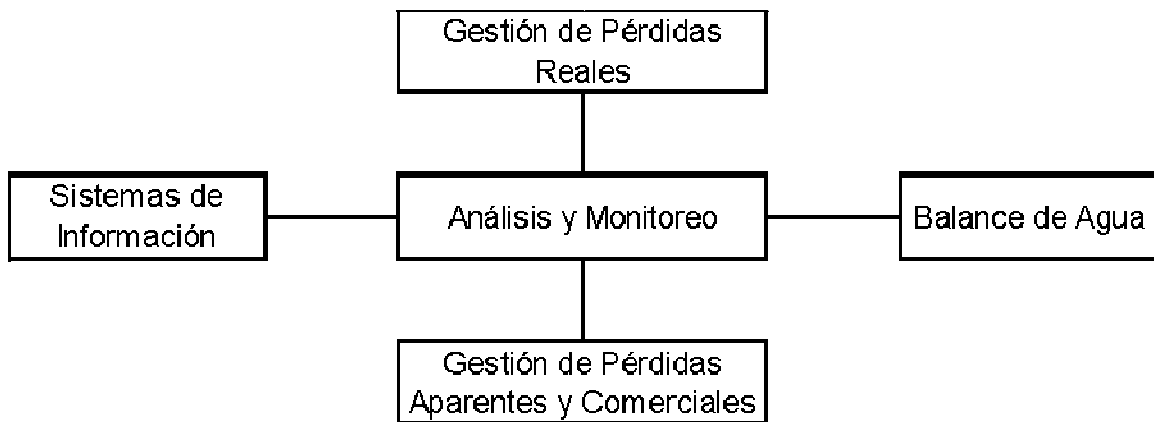 Gestión de Pérdidas
Reales
Sistemas de
Información
Análisis y Monitoreo
Balance de Agua
Gestión de Pérdidas
Aparentes y Comerciales